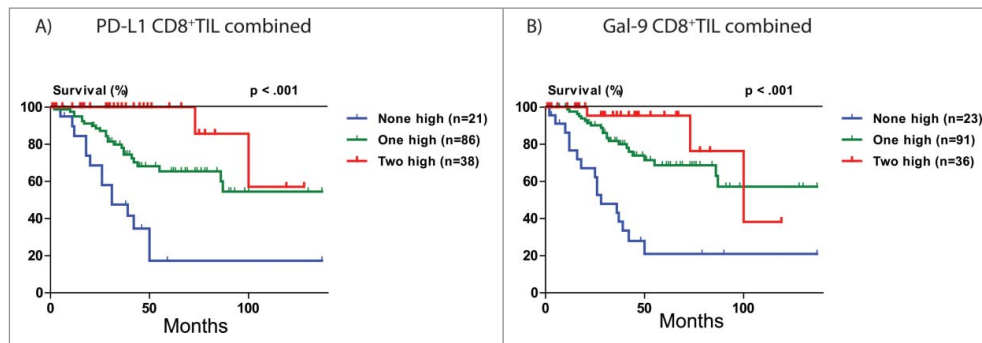 A) PD-L1 CD8⁺TIL combined
Survival (%) p < .001
100
80
60
40
20
0
None high (n=21)
One high (n=86)
Two high (n=38)
0 50 100
Months
B) Gal-9 CD8⁺TIL combined
Survival (%) p < .001
100
80
60
40
20
0
None high (n=23)
One high (n=91)
Two high (n=36)
0 50 100
Months